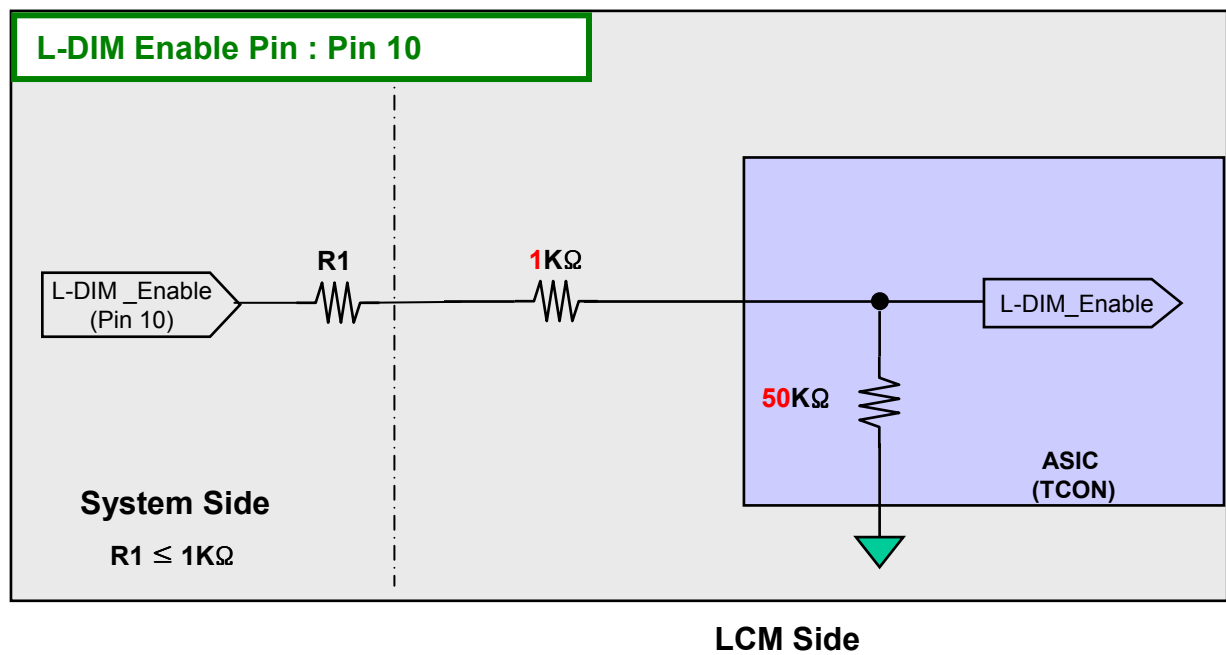 L-DIM Enable Pin : Pin 10
R1
1KΩ
L-DIM _Enable
(Pin 10)
L-DIM_Enable
50KΩ
ASIC
(TCON)
System Side
R1 ≤ 1KΩ
LCM Side